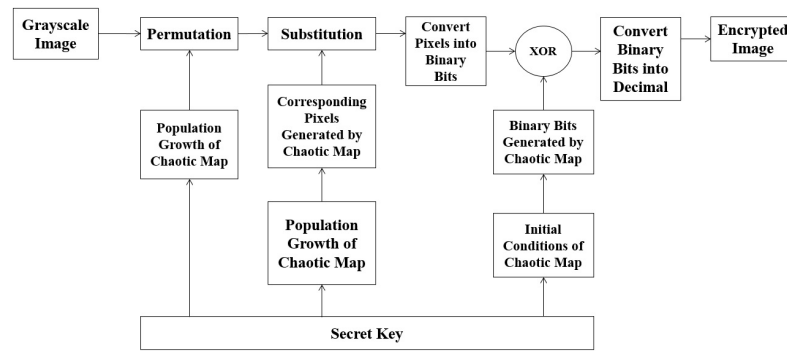 Grayscale
Image
Permutation
Substitution
Convert
Pixels into
Binary
Bits
XOR
Convert
Binary
Bits into
Decimal
Encrypted
Image
Population
Growth of
Chaotic Map
Corresponding
Pixels
Generated by
Chaotic Map
Binary Bits
Generated by
Chaotic Map
Population
Growth of
Chaotic Map
Initial
Conditions of
Chaotic Map
Secret Key